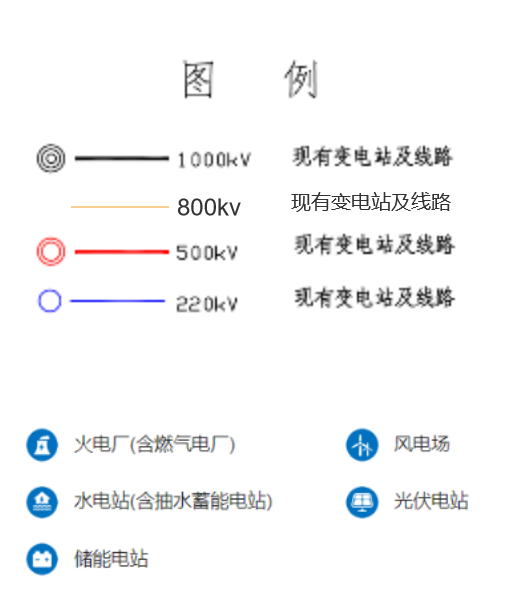 图 例
1000kV 现有变电站及线路
800kv 现有变电站及线路
500kV 现有变电站及线路
220kV 现有变电站及线路
火电厂(含燃气电厂) 风电场
水电站(含抽水蓄能电站) 光伏电站
储能电站